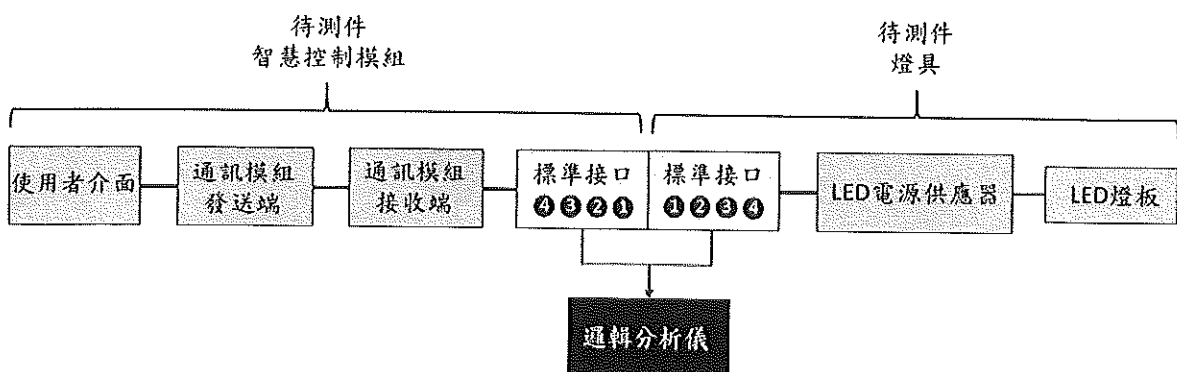 待測件
智慧控制模組
待測件
燈具
使用者介面
通訊模組
發送端
通訊模組
接收端
標準接口
❹❸❷❶
標準接口
❶❷❸❹
LED電源供應器
LED燈板
邏輯分析儀